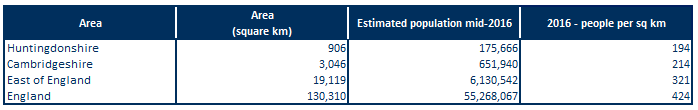 Area Area (square km) Estimated population mid-2016 2016 - people per sq km
Huntingdonshire 906 175,666 194
Cambridgeshire 3,046 651,940 214
East of England 19,119 6,130,542 321
England 130,310 55,268,067 424